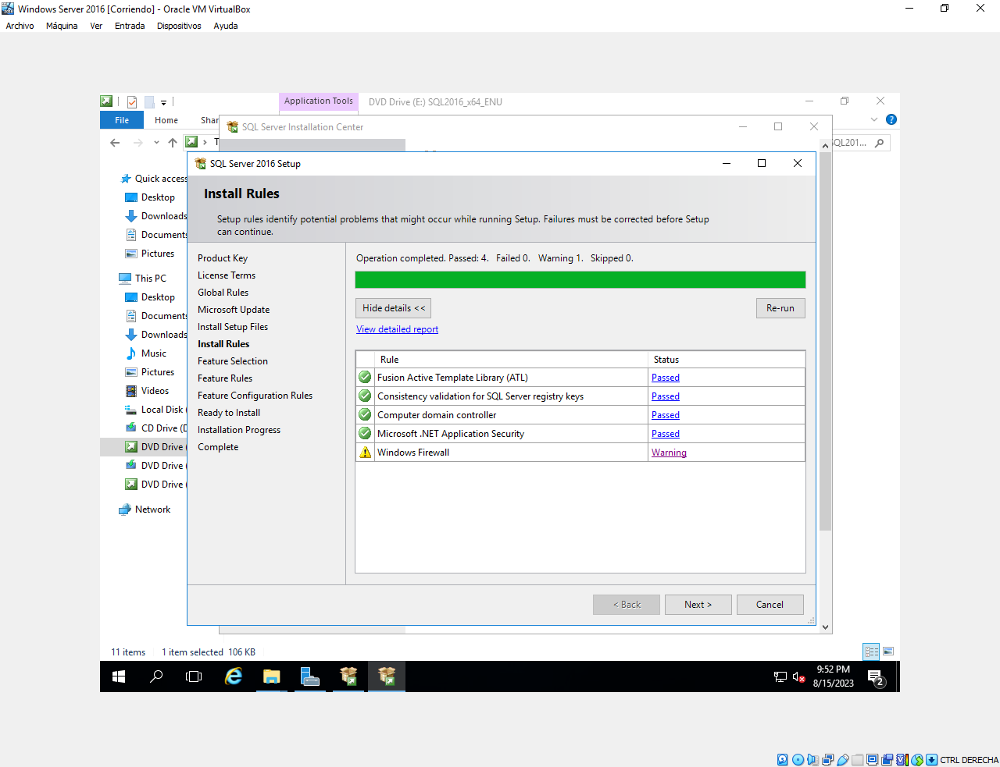 Windows Server 2016 [Corriendo] - Oracle VM VirtualBox
Archivo Máquina Ver Entrada Dispositivos Ayuda
Application Tools DVD Drive (E:) SQL2016_x64_ENU
File Home
SQL Server Installation Center
SQL Server 2016 Setup
Install Rules
Setup rules identify potential problems that might occur while running Setup. Failures must be corrected before Setup
can continue.
Quick access
Desktop
Downloads
Documents
Pictures
This PC
Desktop
Documents
Downloads
Music
Pictures
Videos
Local Disk (
CD Drive (D
DVD Drive (
DVD Drive (
DVD Drive (
Network
Product Key
License Terms
Global Rules
Microsoft Update
Install Setup Files
Install Rules
Feature Selection
Feature Rules
Feature Configuration Rules
Ready to Install
Installation Progress
Complete
Operation completed. Passed: 4. Failed 0. Warning 1. Skipped 0.
Hide details << Re-run
View detailed report
Rule Status
Fusion Active Template Library (ATL) Passed
Consistency validation for SQL Server registry keys Passed
Computer domain controller Passed
Microsoft .NET Application Security Passed
Windows Firewall Warning
< Back Next > Cancel
11 items 1 item selected 106 KB
9:52 PM
8/15/2023
2
CTRL DERECHA